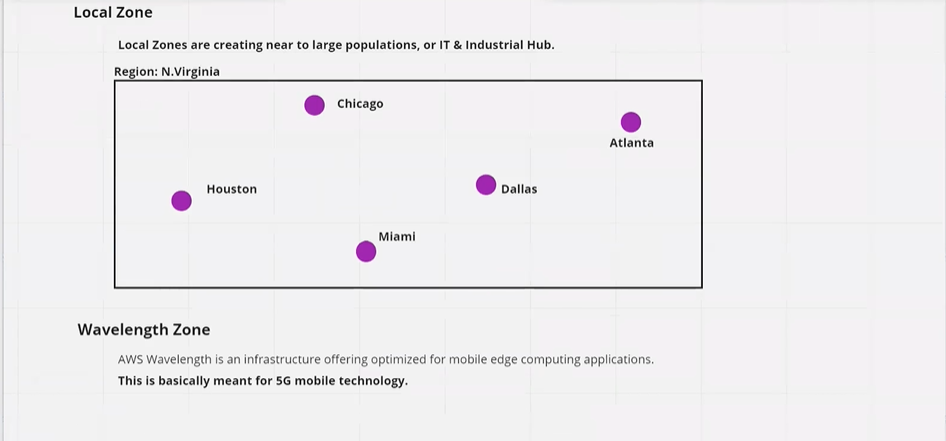 Local Zone
Local Zones are creating near to large populations, or IT & Industrial Hub.
Region: N.Virginia
Chicago
Atlanta
Houston
Dallas
Miami
Wavelength Zone
AWS Wavelength is an infrastructure offering optimized for mobile edge computing applications.
This is basically meant for 5G mobile technology.